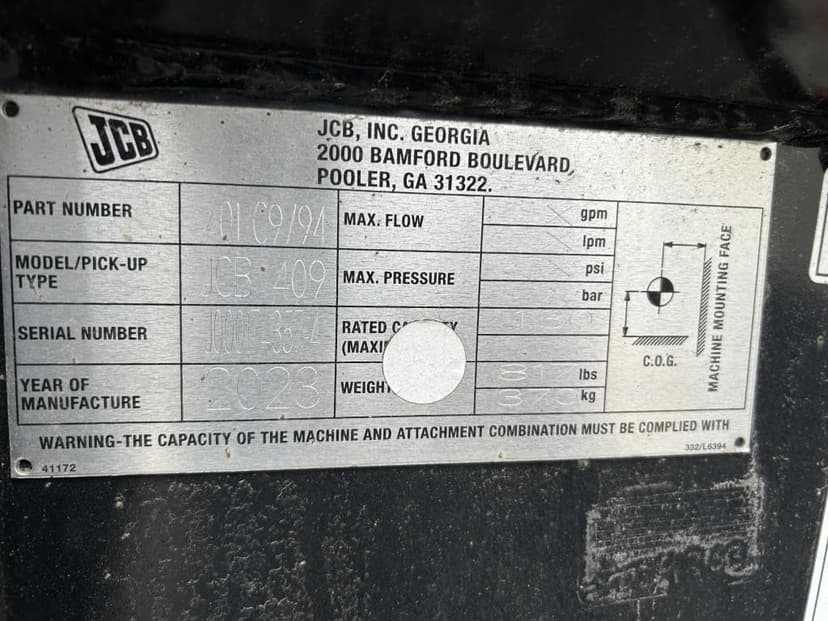 JCB
JCB, INC. GEORGIA
2000 BAMFORD BOULEVARD,
POOLER, GA 31322.
PART NUMBER
MAX. FLOW
gpm
lpm
MODEL/PICK-UP
TYPE
JCB 409
MAX. PRESSURE
psi
bar
SERIAL NUMBER
RATED
YEAR OF
MANUFACTURE
2023
lbs
kg
C.O.G.
MACHINE MOUNTING FACE
WARNING-THE CAPACITY OF THE MACHINE AND ATTACHMENT COMBINATION MUST BE COMPLIED WITH
41172
332/L6394